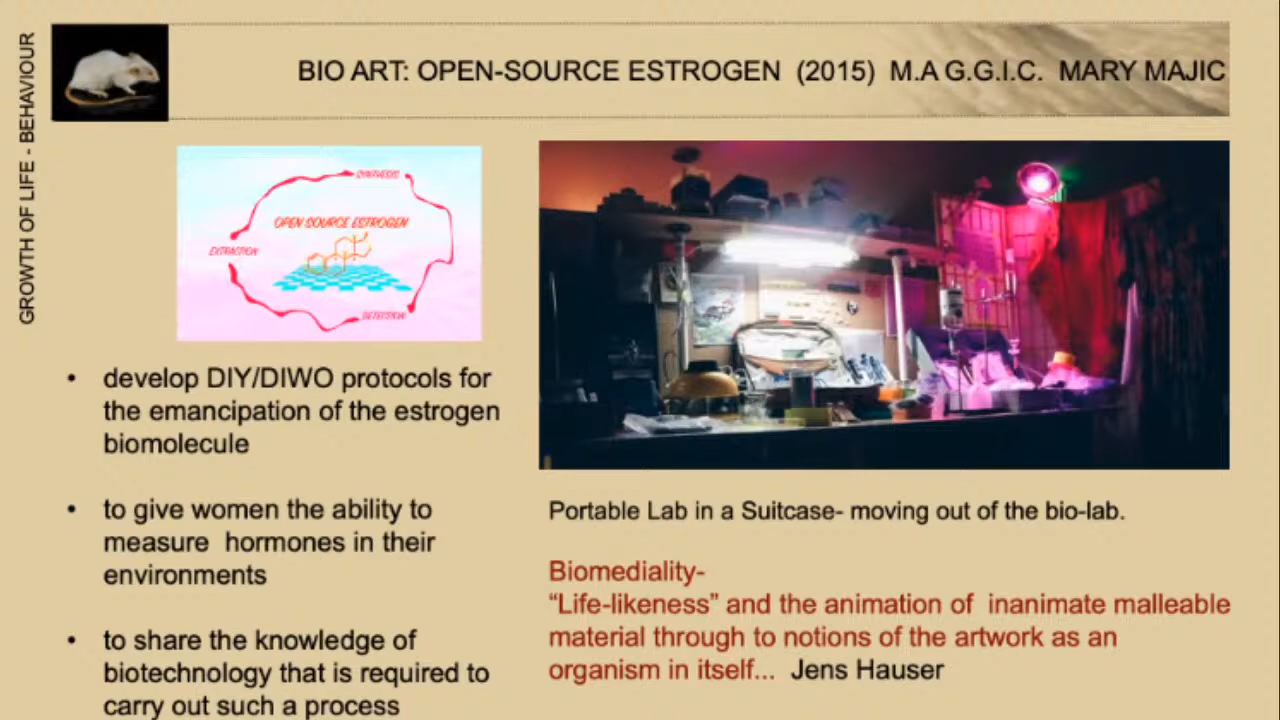 GROWTH OF LIFE - BEHAVIOUR
BIO ART: OPEN-SOURCE ESTROGEN (2015) M.A G.G.I.C. MARY MAJIC
SYNTHESIS
OPEN SOURCE ESTROGEN
EXTRACTION
DETECTION
• develop DIY/DIWO protocols for
the emancipation of the estrogen
biomolecule
• to give women the ability to
measure hormones in their
environments
• to share the knowledge of
biotechnology that is required to
carry out such a process
Portable Lab in a Suitcase- moving out of the bio-lab.
Biomediality-
“Life-likeness” and the animation of inanimate malleable
material through to notions of the artwork as an
organism in itself... Jens Hauser